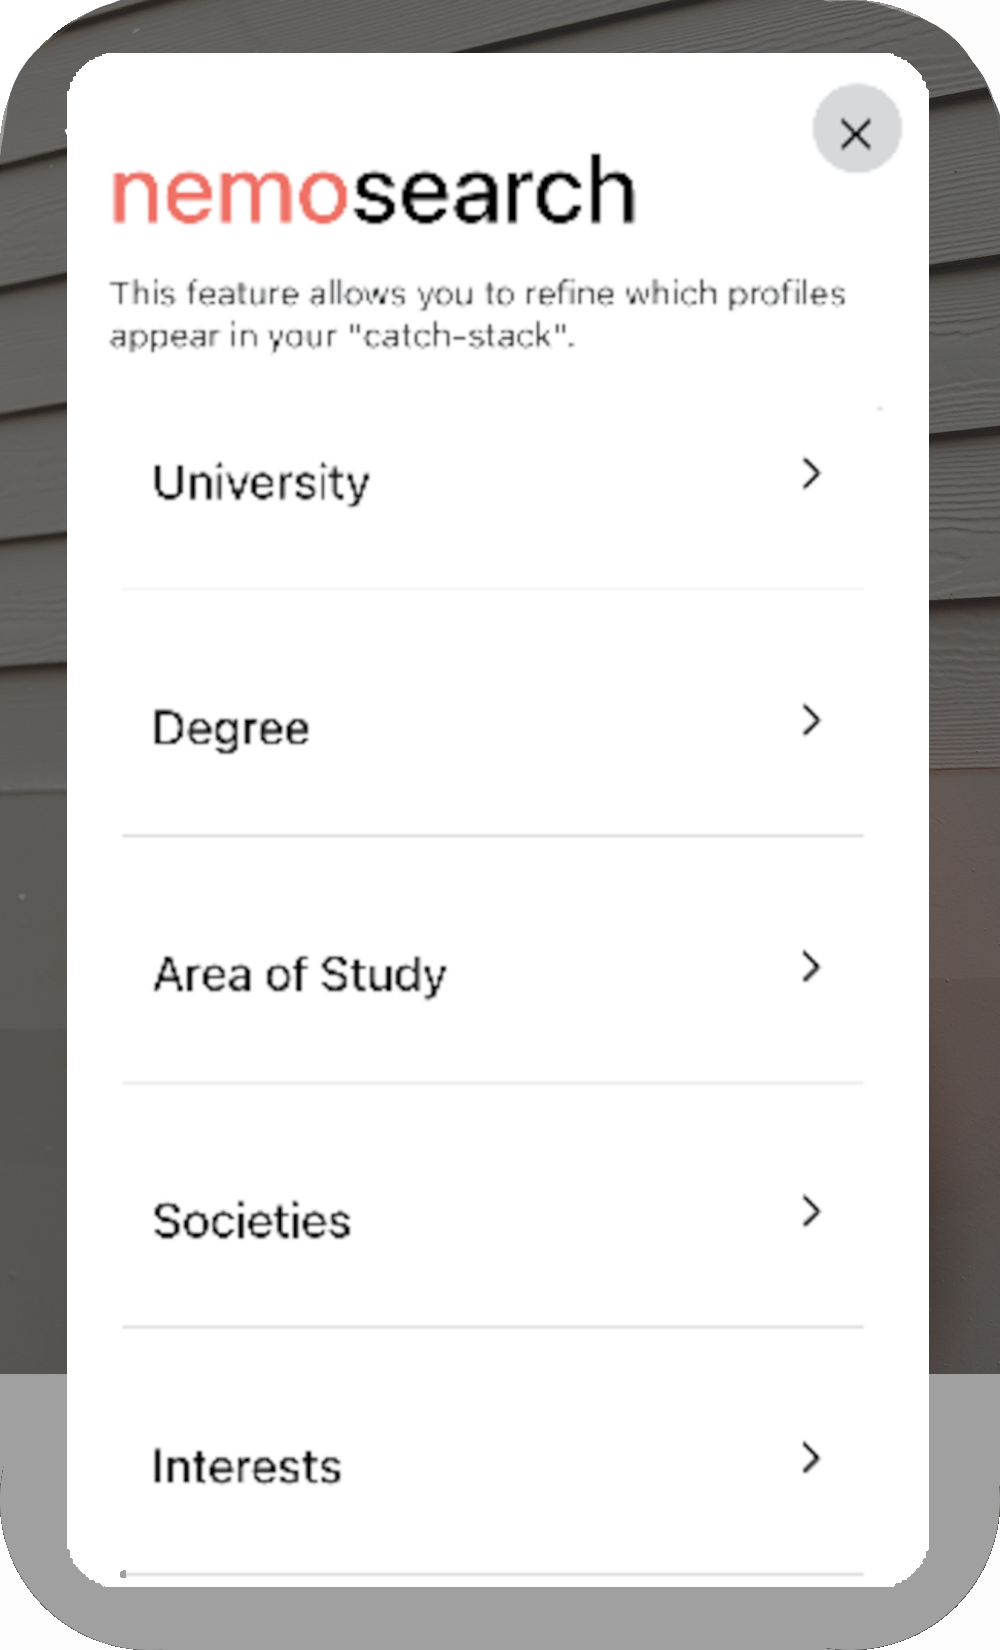 nemosearch
This feature allows you to refine which profiles
appear in your "catch-stack".
University
Degree
Area of Study
Societies
Interests